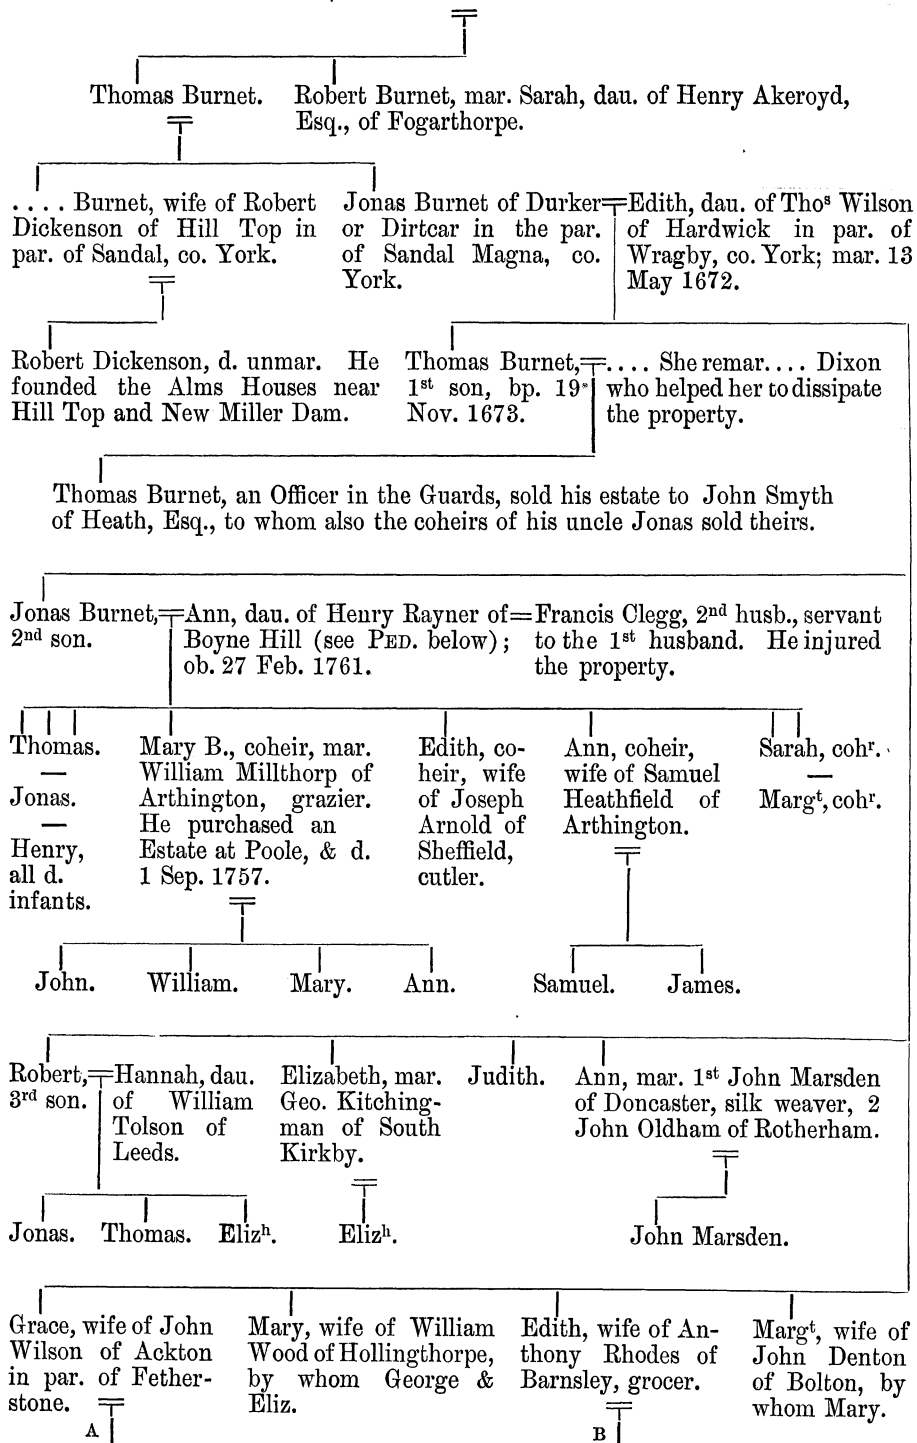 Thomas Burnet.
Robert Burnet, mar. Sarah, dau. of Henry Akeroyd,
Esq., of Fogarthorpe.
. . . . Burnet, wife of Robert
Dickenson of Hill Top in
par. of Sandal, co. York.
Jonas Burnet of Durker
or Dirtcar in the par.
of Sandal Magna, co.
York.
=Edith, dau. of Thoˢ Wilson
of Hardwick in par. of
Wragby, co. York; mar. 13
May 1672.
Robert Dickenson, d. unmar. He
founded the Alms Houses near
Hill Top and New Miller Dam.
Thomas Burnet,
1ˢᵗ son, bp. 19
Nov. 1673.
=. . . . She remar. . . . Dixon
who helped her to dissipate
the property.
Thomas Burnet, an Officer in the Guards, sold his estate to John Smyth
of Heath, Esq., to whom also the coheirs of his uncle Jonas sold theirs.
Jonas Burnet,
2ⁿᵈ son.
=Ann, dau. of Henry Rayner of
Boyne Hill (see PED. below);
ob. 27 Feb. 1761.
=Francis Clegg, 2ⁿᵈ husb., servant
to the 1ˢᵗ husband. He injured
the property.
Thomas.
—
Jonas.
—
Henry,
all d.
infants.
Mary B., coheir, mar.
William Millthorp of
Arthington, grazier.
He purchased an
Estate at Poole, & d.
1 Sep. 1757.
Edith, co-
heir, wife
of Joseph
Arnold of
Sheffield,
cutler.
Ann, coheir,
wife of Samuel
Heathfield of
Arthington.
Sarah, cohʳ.
—
Margᵗ, cohʳ.
John. William. Mary. Ann.
Samuel. James.
Robert,
3ʳᵈ son.
=Hannah, dau.
of William
Tolson of
Leeds.
Elizabeth, mar.
Geo. Kitching-
man of South
Kirkby.
Judith.
Ann, mar. 1ˢᵗ John Marsden
of Doncaster, silk weaver, 2
John Oldham of Rotherham.
Jonas. Thomas. Elizʰ.
Elizʰ.
John Marsden.
Grace, wife of John
Wilson of Ackton
in par. of Fether-
stone.
A
Mary, wife of William
Wood of Hollingthorpe,
by whom George &
Eliz.
Edith, wife of An-
thony Rhodes of
Barnsley, grocer.
B
Margᵗ, wife of
John Denton
of Bolton, by
whom Mary.